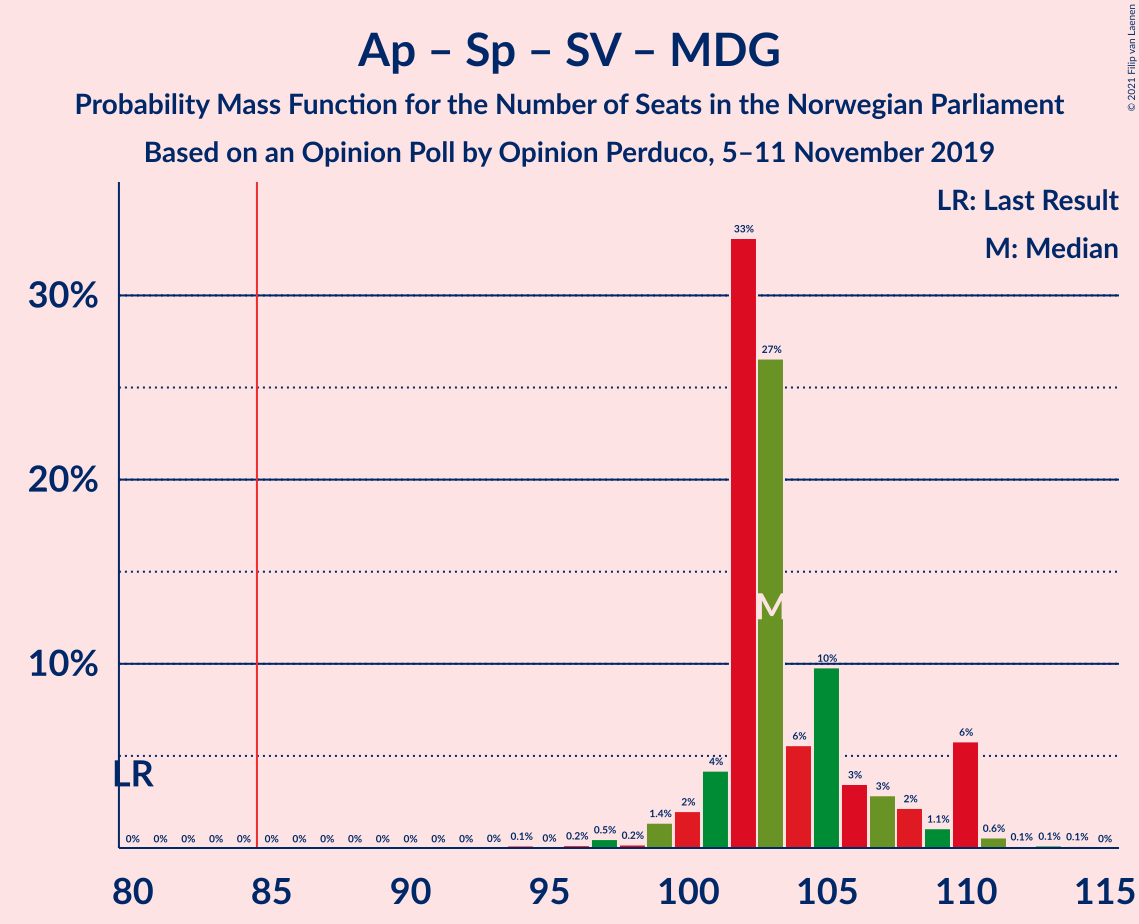 Ap – Sp – SV – MDG
Probability Mass Function for the Number of Seats in the Norwegian Parliament
Based on an Opinion Poll by Opinion Perduco, 5–11 November 2019
© 2021 Filip van Laenen
LR: Last Result
M: Median
30%
20%
10%
LR
M
0% 0% 0% 0% 0% 0% 0% 0% 0% 0% 0% 0% 0% 0% 0.1% 0% 0.2% 0.5% 0.2% 1.4% 2% 4% 33% 27% 6% 10% 3% 3% 2% 1.1% 6% 0.6% 0.1% 0.1% 0.1% 0%
80 85 90 95 100 105 110 115